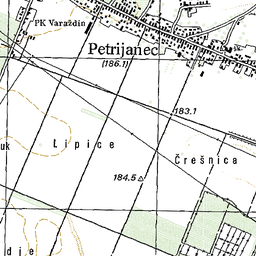 PK Varaždin
Petrijanec
(186.1)
183.1
uk
Lipice
Črešnica
184.5
dje